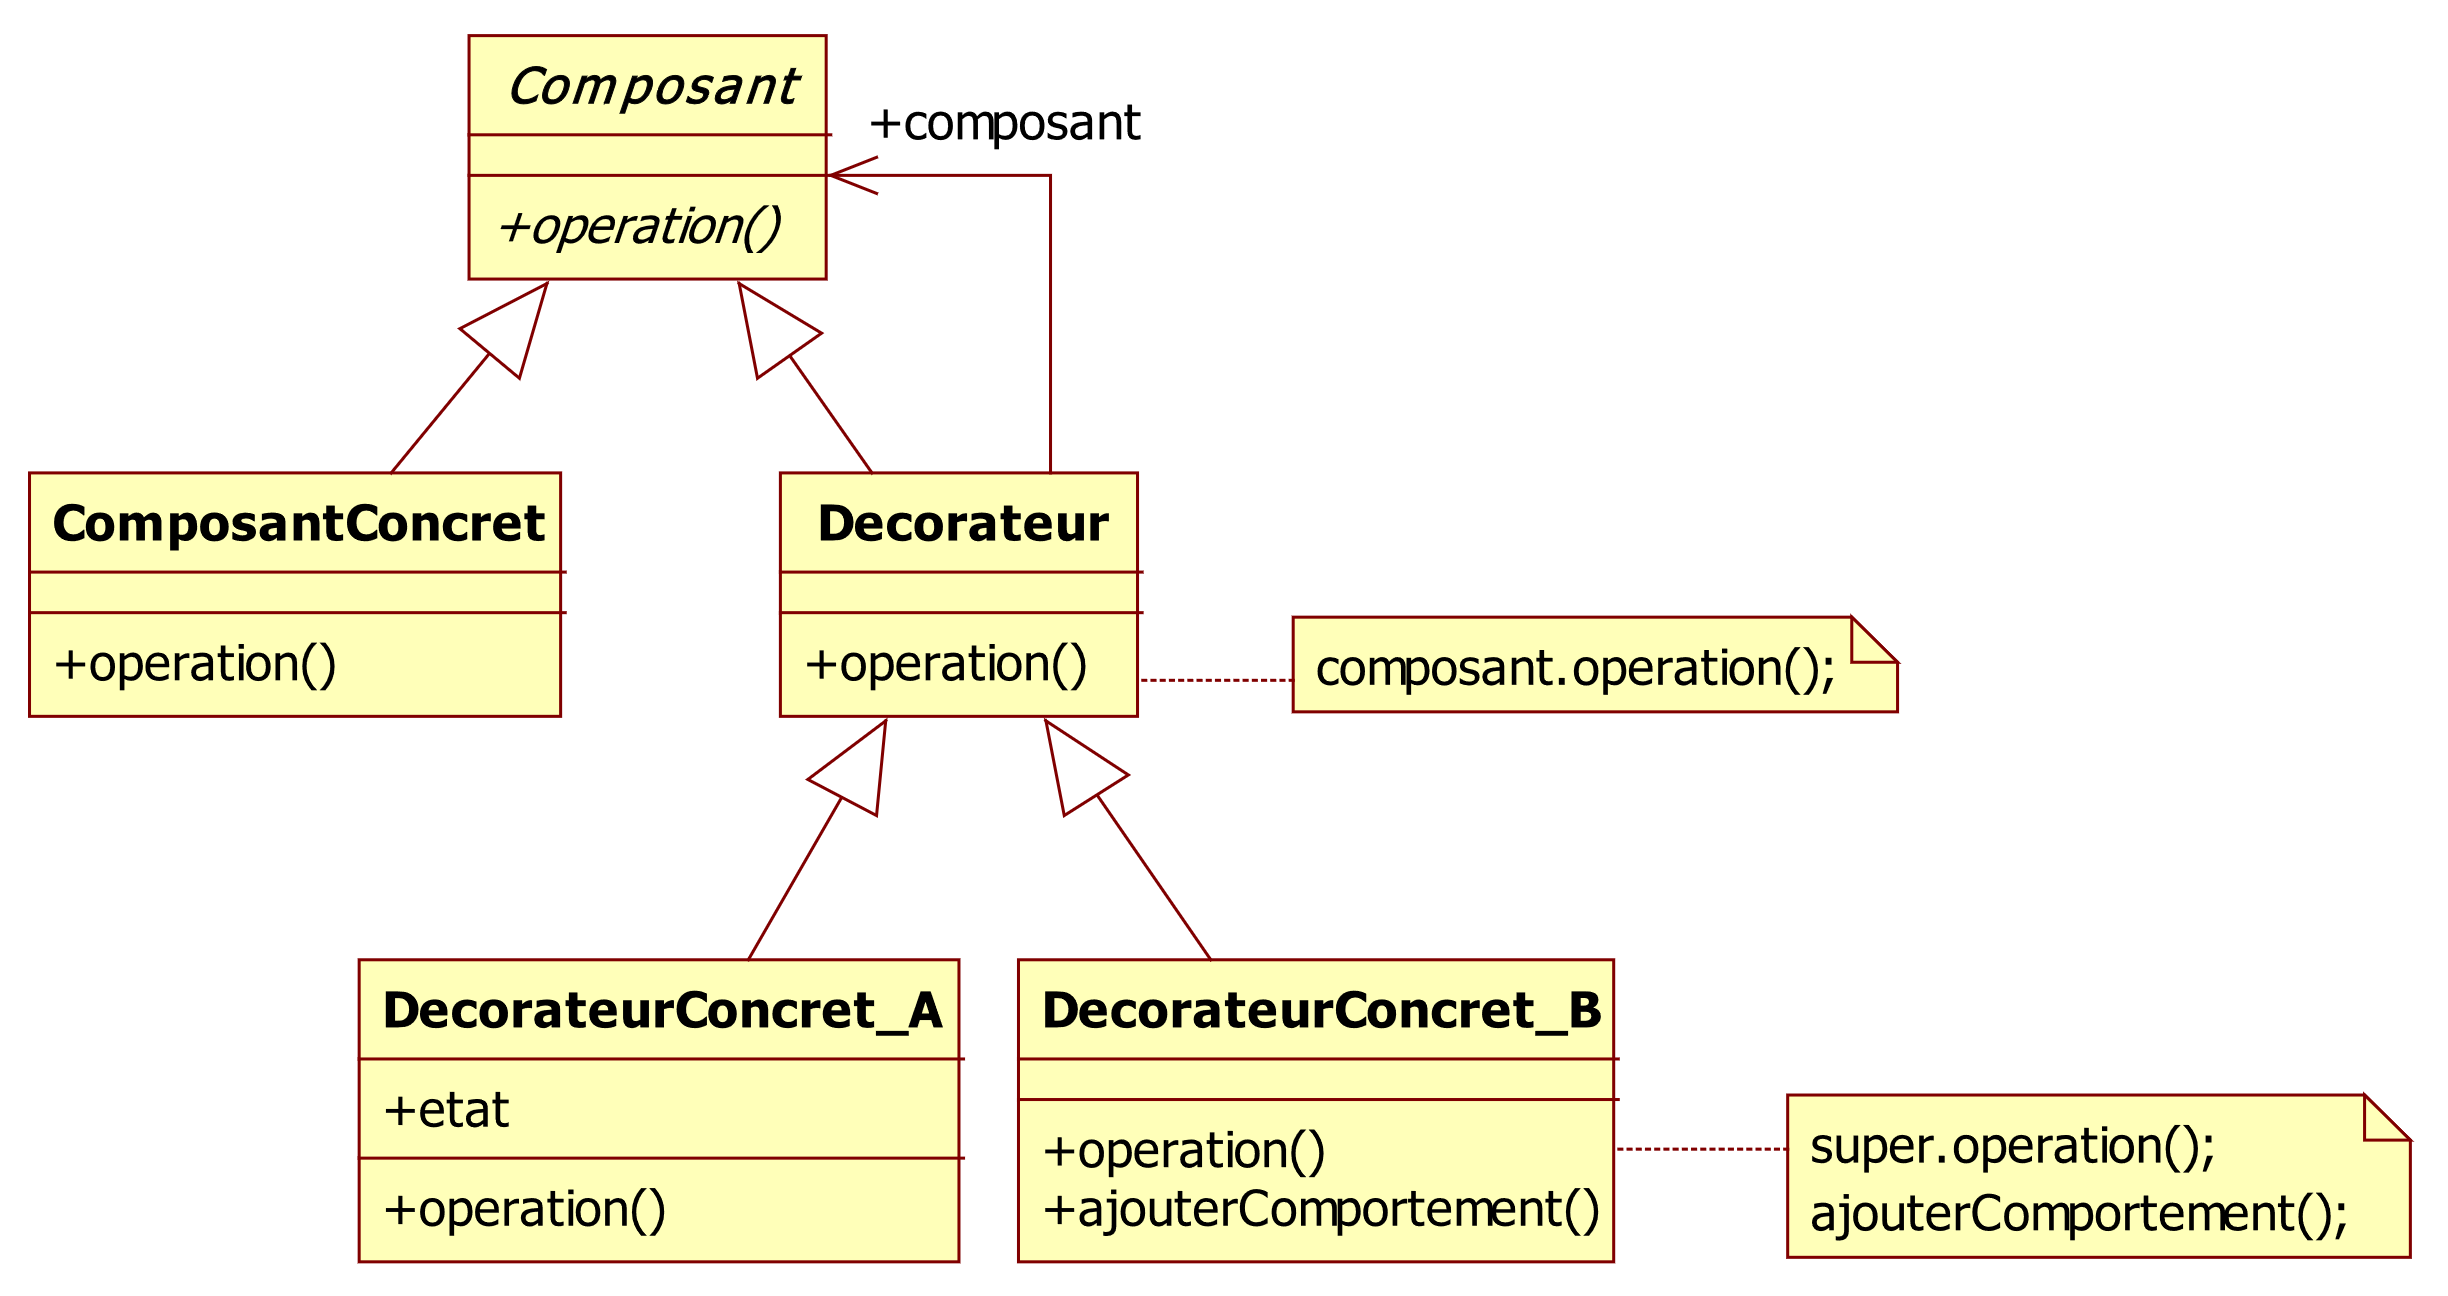 Composant
+operation()
+composant
ComposantConcret
+operation()
Decorateur
+operation()
composant.operation();
DecorateurConcret_A
+etat
+operation()
DecorateurConcret_B
+operation()
+ajouterComportement()
super.operation();
ajouterComportement();